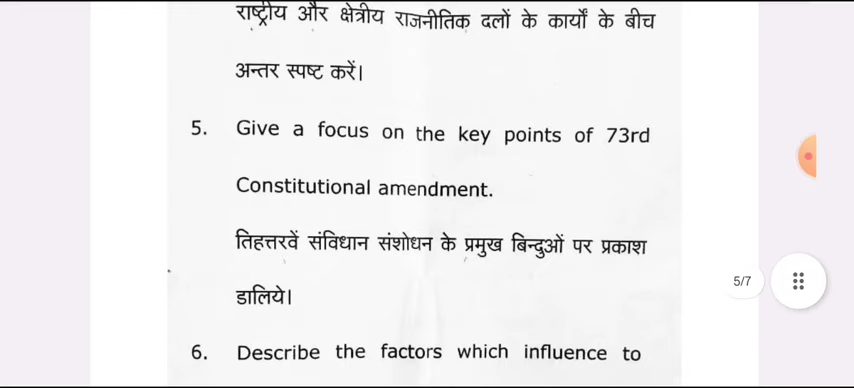 राष्ट्रीय और क्षेत्रीय राजनीतिक दलों के कार्यों के बीच
अन्तर स्पष्ट करें।
5. Give a focus on the key points of 73rd
Constitutional amendment.
तिहत्तरवें संविधान संशोधन के प्रमुख बिन्दुओं पर प्रकाश
डालिये।
5/7
6. Describe the factors which influence to